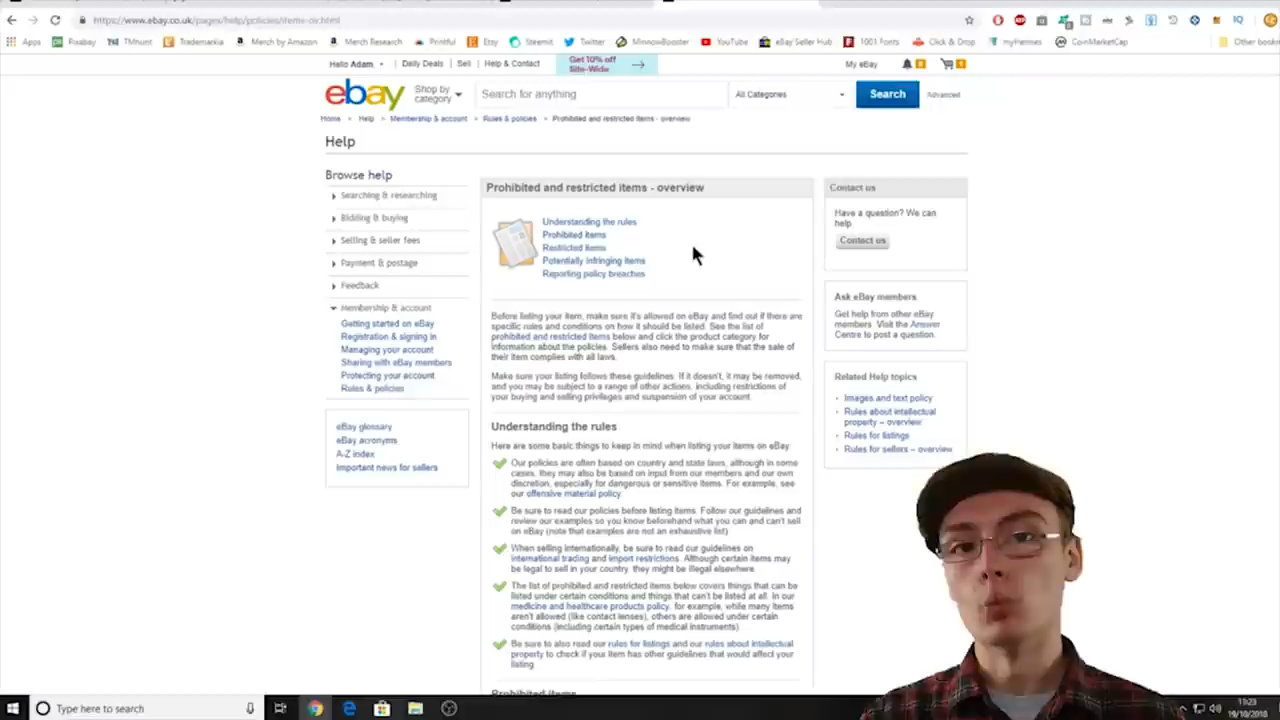 https://www.ebay.co.uk/pages/help/policies/items-ov.html
Apps Pixabay TMhunt Trademarkia Merch by Amazon Merch Research Printful Etsy Steemit Twitter MinnowBooster YouTube eBay Seller Hub 1001 Fonts Click & Drop myHermes CoinMarketCap Other bookm
Hello Adam. Daily Deals Sell Help & Contact Get 10% off Site-Wide My eBay
ebay Shop by category Search for anything All Categories Search Advanced
Home > Help > Membership & account > Rules & policies > Prohibited and restricted items - overview
Help
Browse help
Searching & researching
Bidding & buying
Selling & seller fees
Payment & postage
Feedback
Membership & account
Getting started on eBay
Registration & signing in
Managing your account
Sharing with eBay members
Protecting your account
Rules & policies
eBay glossary
eBay acronyms
A-Z index
Important news for sellers
Prohibited and restricted items - overview
Understanding the rules
Prohibited items
Restricted items
Potentially infringing items
Reporting policy breaches
Before listing your item, make sure it's allowed on eBay and find out if there are
specific rules and conditions on how it should be listed. See the list of
prohibited and restricted items below and click the product category for
information about the policies. Sellers also need to make sure that the sale of
their item complies with all laws.
Make sure your listing follows these guidelines. If it doesn't, it may be removed,
and you may be subject to a range of other actions, including restrictions of
your buying and selling privileges and suspension of your account.
Understanding the rules
Here are some basic things to keep in mind when listing your items on eBay
Our policies are often based on country and state laws, although in some
cases, they may also be based on input from our members and our own
discretion, especially for dangerous or sensitive items. For example, see
our offensive material policy.
Be sure to read our policies before listing items. Follow our guidelines and
review our examples so you know beforehand what you can and can't sell
on eBay (note that examples are not an exhaustive list).
When selling internationally, be sure to read our guidelines on
international trading and import restrictions. Although certain items may
be legal to sell in your country, they might be illegal elsewhere.
The list of prohibited and restricted items below covers things that can be
listed under certain conditions and things that can't be listed at all. In our
medicine and healthcare products policy, for example, while many items
aren't allowed (like contact lenses), others are allowed under certain
conditions (including certain types of medical instruments).
Be sure to also read our rules for listings and our rules about intellectual
property to check if your item has other guidelines that would affect your
listing.
Prohibited items
Contact us
Have a question? We can
help.
Contact us
Ask eBay members
Get help from other eBay
members. Visit the Answer
Centre to post a question.
Related Help topics
Images and text policy
Rules about intellectual
property – overview
Rules for listings
Rules for sellers – overview
Type here to search
11:23
19/10/2018